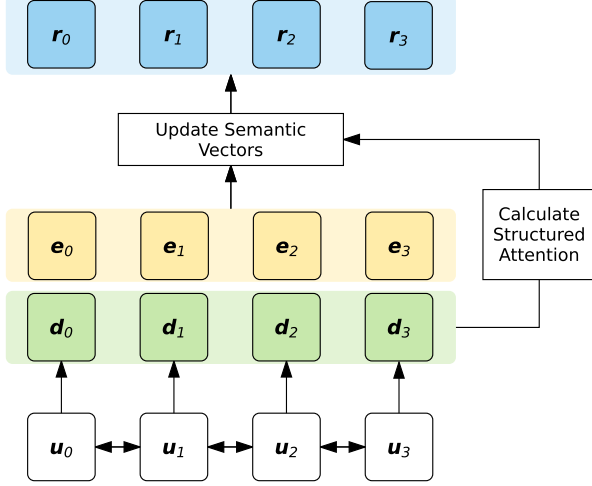 r0 r1 r2 r3
Update Semantic
Vectors
Calculate
Structured
Attention
e0 e1 e2 e3
d0 d1 d2 d3
u0 u1 u2 u3